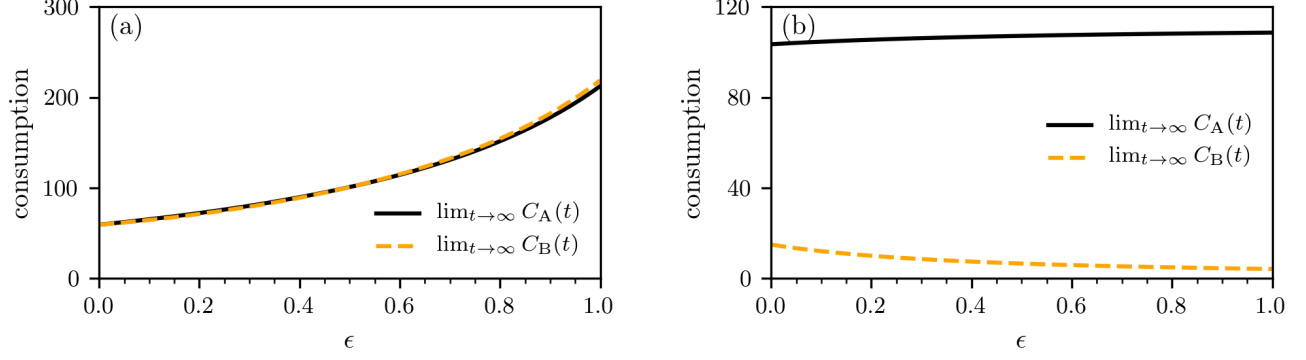 300
200
100
0
consumption
(a)
lim_{t→∞} C_A(t)
lim_{t→∞} C_B(t)
0.0 0.2 0.4 0.6 0.8 1.0
ϵ
120
80
40
0
consumption
(b)
lim_{t→∞} C_A(t)
lim_{t→∞} C_B(t)
0.0 0.2 0.4 0.6 0.8 1.0
ϵ